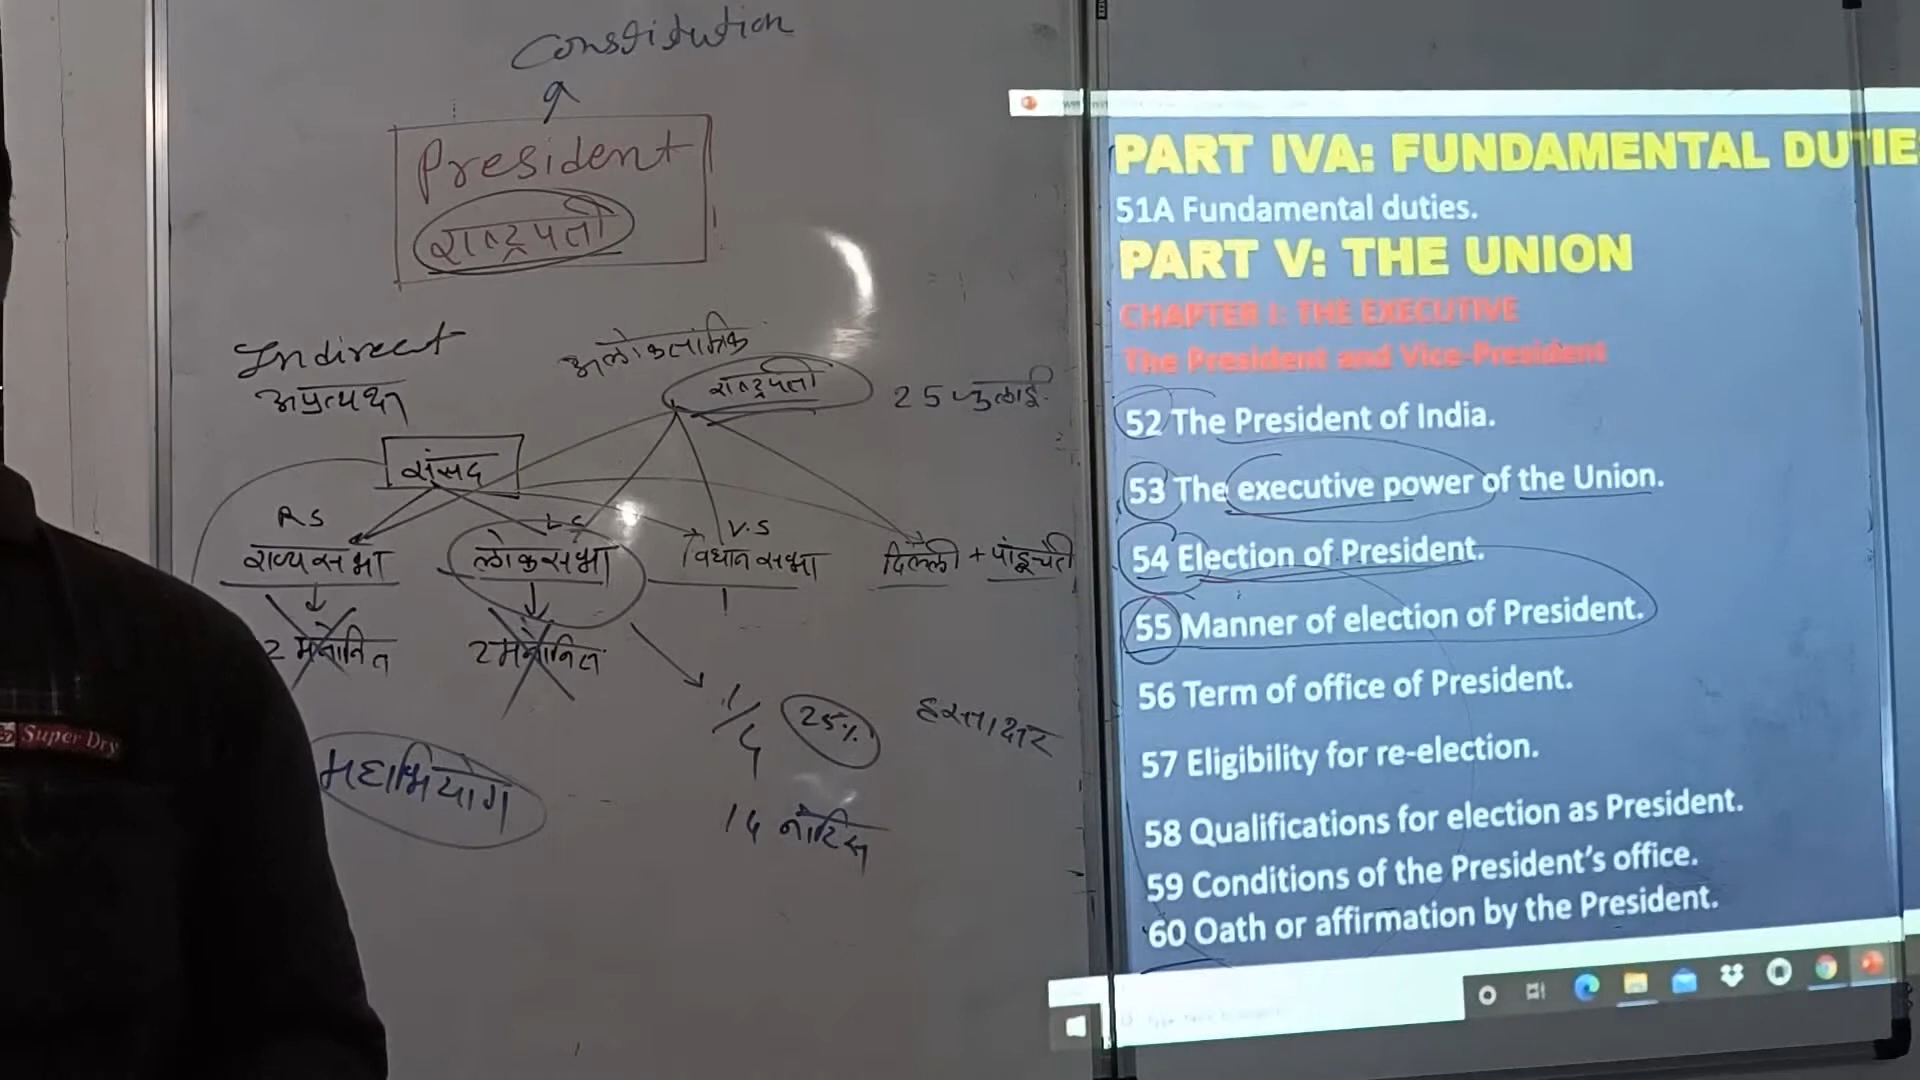 Constitution
President
राष्ट्रपती
Indirect
अप्रत्यक्ष
अलोकतांत्रिक
राष्ट्रपती
25 जुलाई
संसद
RS
राज्यसभा
L S
लोकसभा
V.S
विधानसभा
दिल्ली + पांडूचेरी
2 मनोनित
2 मनोनित
महाभियोग
1/4
25%
हस्ताक्षर
14 नोटिस
Super Dry
PART IVA: FUNDAMENTAL DUTIE
51A Fundamental duties.
PART V: THE UNION
CHAPTER I: THE EXECUTIVE
The President and Vice-President
52 The President of India.
53 The executive power of the Union.
54 Election of President.
55 Manner of election of President.
56 Term of office of President.
57 Eligibility for re-election.
58 Qualifications for election as President.
59 Conditions of the President's office.
60 Oath or affirmation by the President.